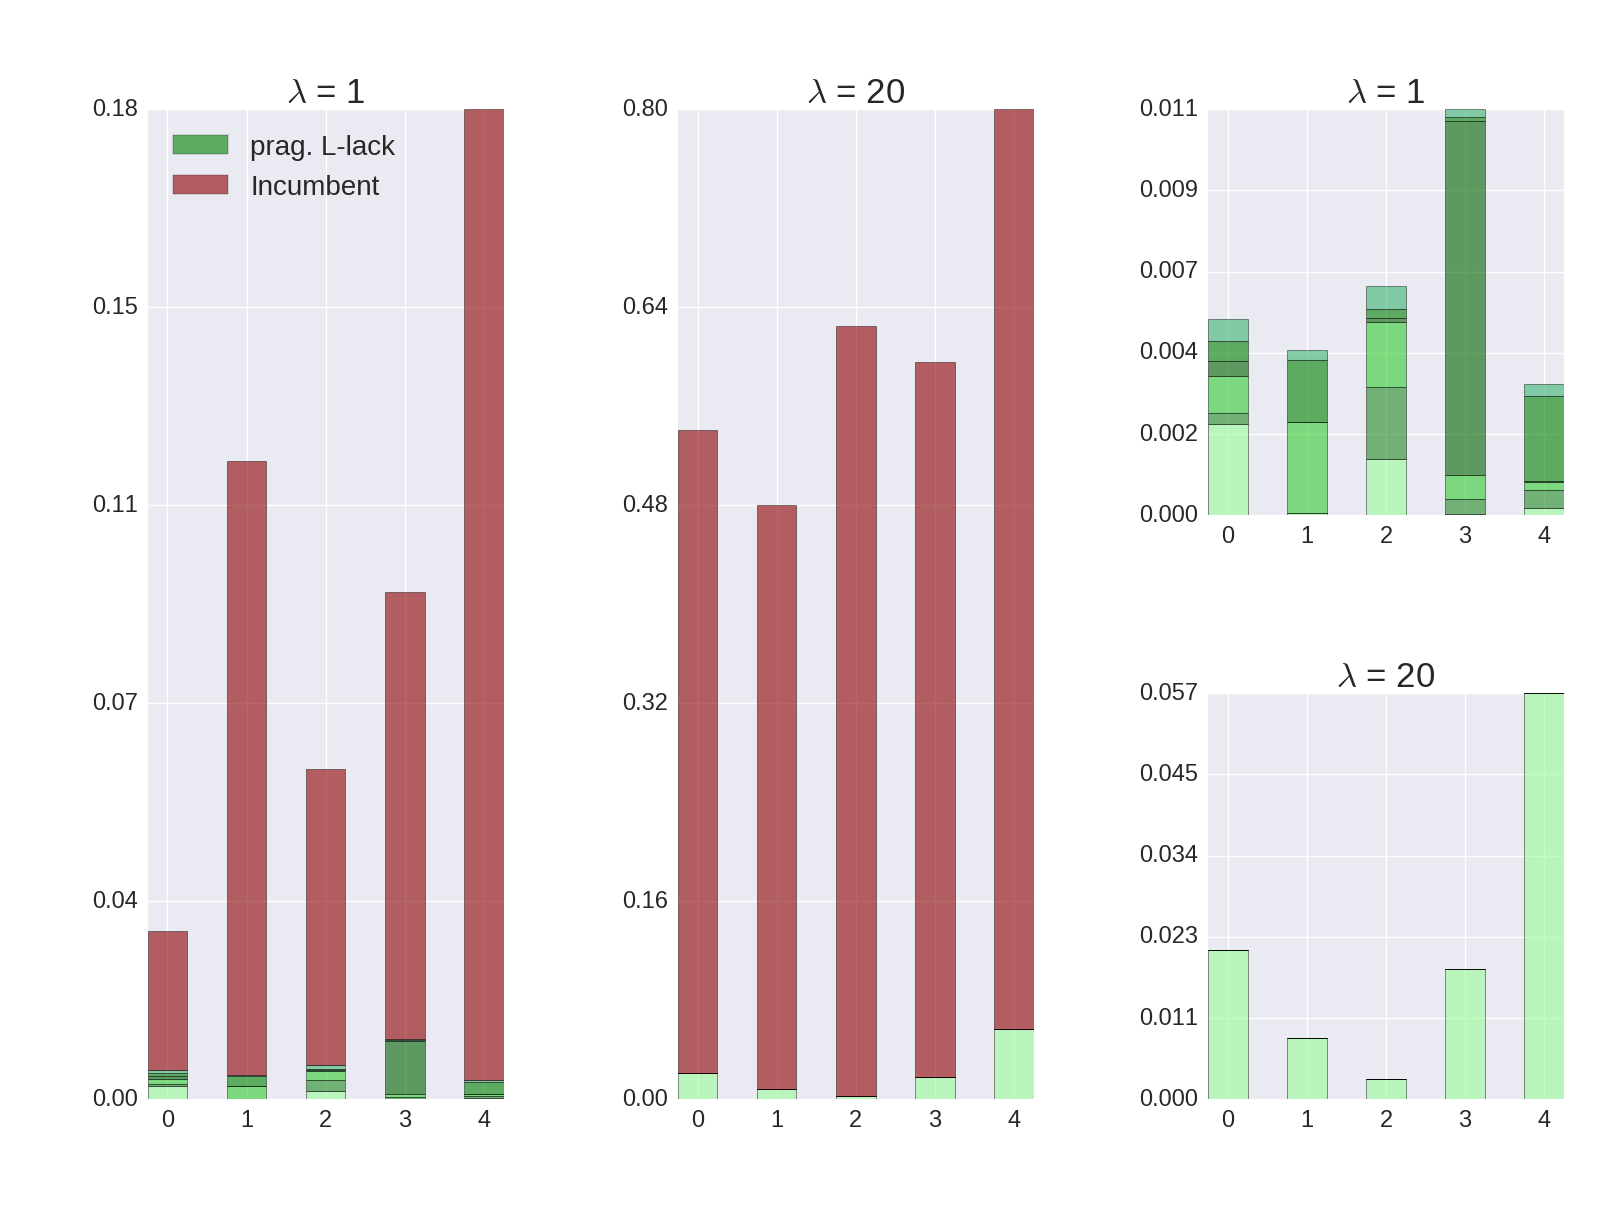 λ = 1
0.18
0.15
0.11
0.07
0.04
0.00
prag. L-lack
Incumbent
0 1 2 3 4
λ = 20
0.80
0.64
0.48
0.32
0.16
0.00
0 1 2 3 4
λ = 1
0.011
0.009
0.007
0.004
0.002
0.000
0 1 2 3 4
λ = 20
0.057
0.045
0.034
0.023
0.011
0.000
0 1 2 3 4